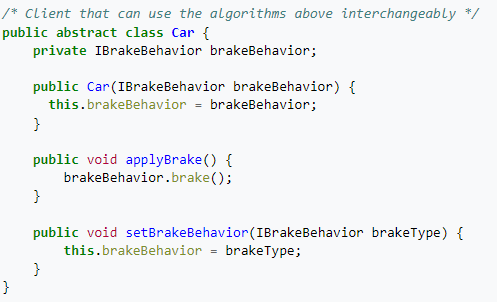 /* Client that can use the algorithms above interchangeably */
public abstract class Car {
    private IBrakeBehavior brakeBehavior;

    public Car(IBrakeBehavior brakeBehavior) {
      this.brakeBehavior = brakeBehavior;
    }

    public void applyBrake() {
        brakeBehavior.brake();
    }

    public void setBrakeBehavior(IBrakeBehavior brakeType) {
        this.brakeBehavior = brakeType;
    }
}